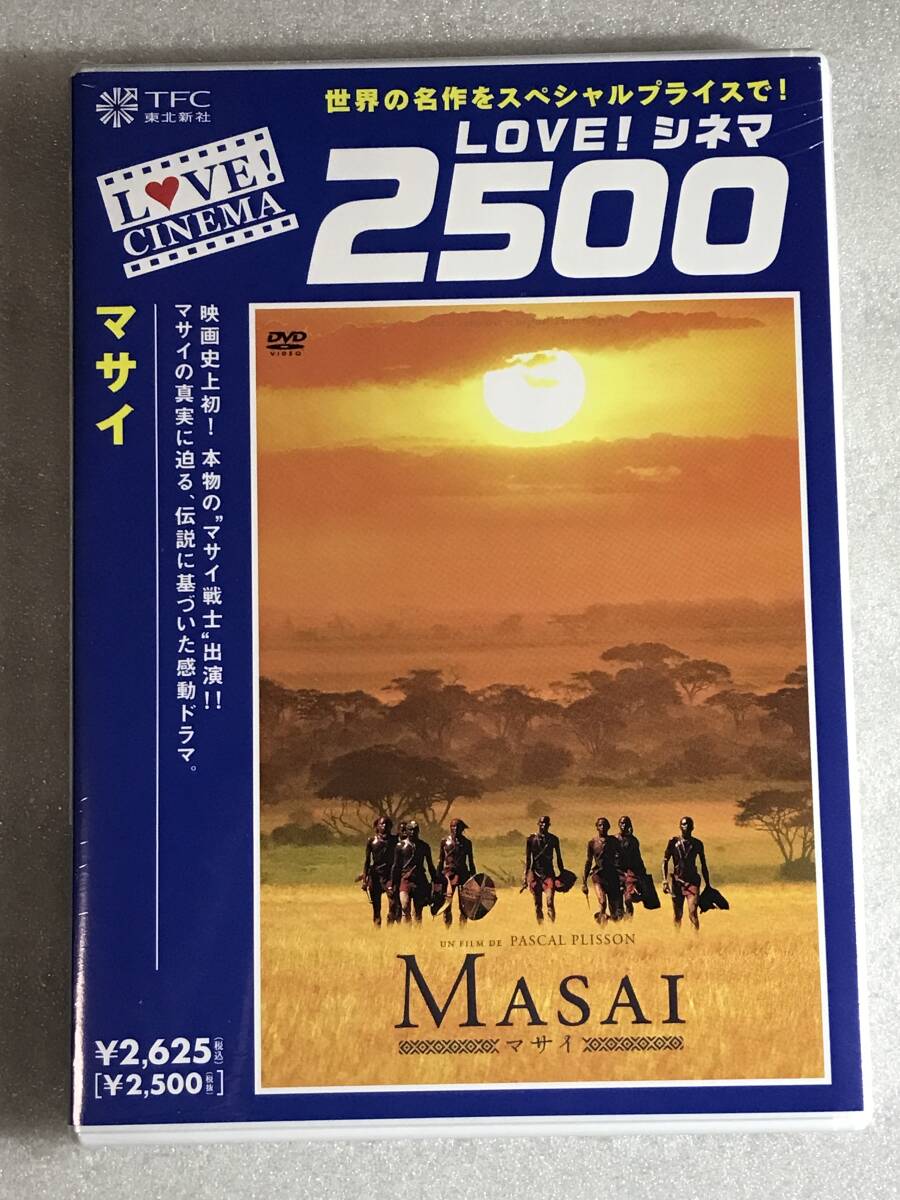 TFC
東北新社
世界の名作をスペシャルプライスで!
LOVE! シネマ
2500
L♥VE!
CINEMA
マサイ
映画史上初! 本物の”マサイ戦士“出演!!
マサイの真実に迫る、伝説に基づいた感動ドラマ。
DVD
VIDEO
UN FILM DE PASCAL PLISSON
MASAI
マサイ
¥2,625(税込)
[¥2,500(税抜)]